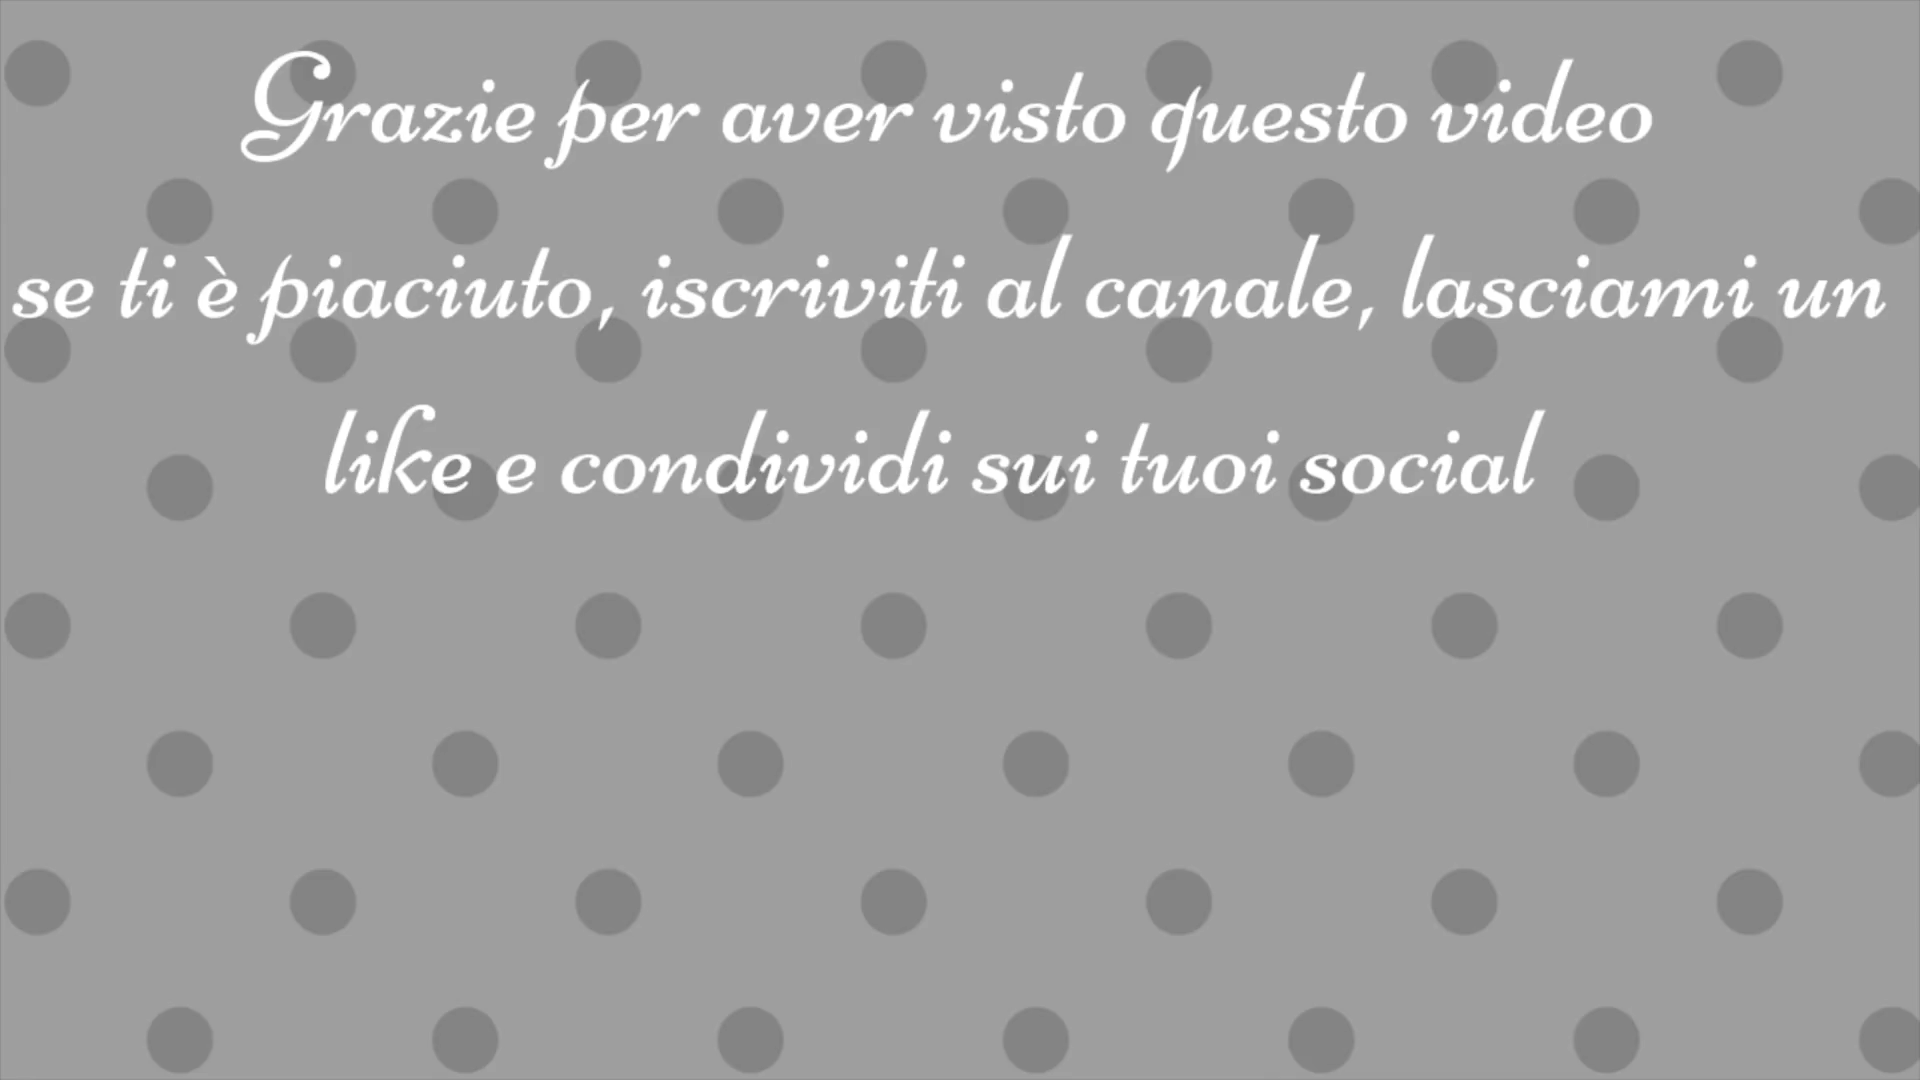 Grazie per aver visto questo video
se ti è piaciuto, iscriviti al canale, lasciami un
like e condividi sui tuoi social